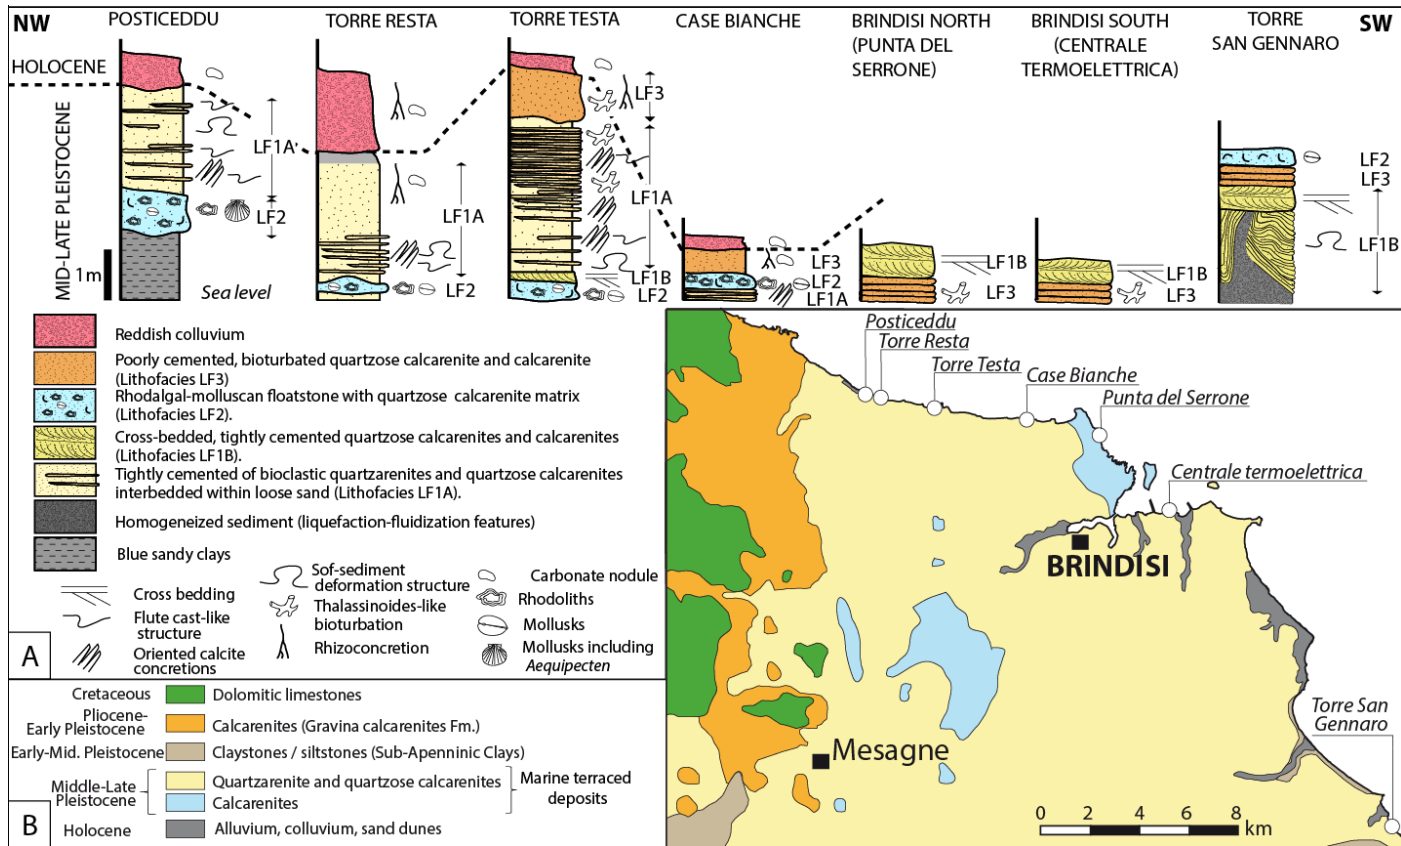 NW
POSTICEDDU
TORRE RESTA
TORRE TESTA
CASE BIANCHE
BRINDISI NORTH
(PUNTA DEL
SERRONE)
BRINDISI SOUTH
(CENTRALE
TERMOELETTRICA)
TORRE
SAN GENNARO
SW
HOLOCENE
MID-LATE PLEISTOCENE
1m
LF1A
LF2
Sea level
LF1A
LF2
LF3
LF1A
LF1B
LF2
LF3
LF2
LF1A
LF1B
LF3
LF1B
LF3
LF2
LF3
LF1B
Reddish colluvium
Poorly cemented, bioturbated quartzose calcarenite and calcarenite
(Lithofacies LF3)
Rhodalgal-molluscan floatstone with quartzose calcarenite matrix
(Lithofacies LF2).
Cross-bedded, tightly cemented quartzose calcarenites and calcarenites
(Lithofacies LF1B).
Tightly cemented of bioclastic quartzarenites and quartzose calcarenites
interbedded within loose sand (Lithofacies LF1A).
Homogeneized sediment (liquefaction-fluidization features)
Blue sandy clays
Cross bedding
Flute cast-like
structure
Oriented calcite
concretions
Sof-sediment
deformation structure
Thalassinoides-like
bioturbation
Rhizoconcretion
Carbonate nodule
Rhodoliths
Mollusks
Mollusks including
Aequipecten
A
Cretaceous
Dolomitic limestones
Pliocene-
Early Pleistocene
Calcarenites (Gravina calcarenites Fm.)
Early-Mid. Pleistocene
Claystones / siltstones (Sub-Apenninic Clays)
Middle-Late
Pleistocene
Quartzarenite and quartzose calcarenites
Calcarenites
Marine terraced
deposits
Holocene
Alluvium, colluvium, sand dunes
B
Posticeddu
Torre Resta
Torre Testa
Case Bianche
Punta del Serrone
Centrale termoelettrica
BRINDISI
Mesagne
Torre San
Gennaro
0 2 4 6 8
km